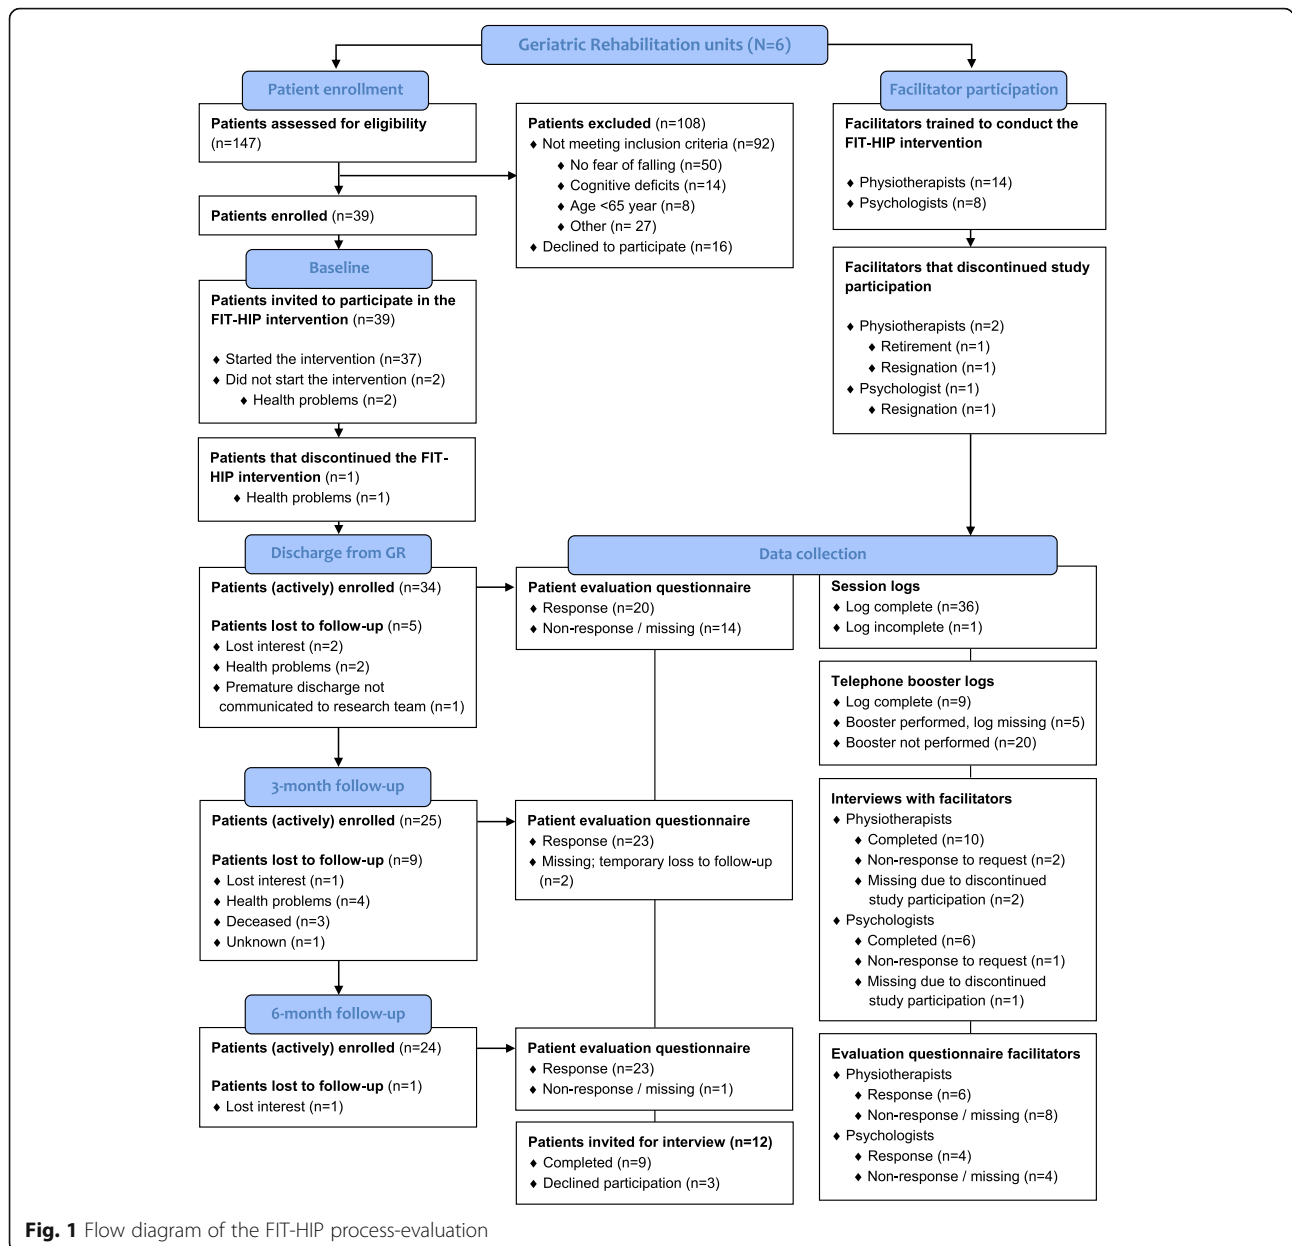 Geriatric Rehabilitation units (N=6)
Patient enrollment
Patients assessed for eligibility
(n=147)
Patients excluded (n=108)
♦ Not meeting inclusion criteria (n=92)
♦ No fear of falling (n=50)
♦ Cognitive deficits (n=14)
♦ Age <65 year (n=8)
♦ Other (n= 27)
♦ Declined to participate (n=16)
Patients enrolled (n=39)
Baseline
Patients invited to participate in the
FIT-HIP intervention (n=39)
♦ Started the intervention (n=37)
♦ Did not start the intervention (n=2)
♦ Health problems (n=2)
Patients that discontinued the FIT-
HIP intervention (n=1)
♦ Health problems (n=1)
Facilitator participation
Facilitators trained to conduct the
FIT-HIP intervention
♦ Physiotherapists (n=14)
♦ Psychologists (n=8)
Facilitators that discontinued study
participation
♦ Physiotherapists (n=2)
♦ Retirement (n=1)
♦ Resignation (n=1)
♦ Psychologist (n=1)
♦ Resignation (n=1)
Discharge from GR
Patients (actively) enrolled (n=34)
Patients lost to follow-up (n=5)
♦ Lost interest (n=2)
♦ Health problems (n=2)
♦ Premature discharge not
communicated to research team (n=1)
3-month follow-up
Patients (actively) enrolled (n=25)
Patients lost to follow-up (n=9)
♦ Lost interest (n=1)
♦ Health problems (n=4)
♦ Deceased (n=3)
♦ Unknown (n=1)
6-month follow-up
Patients (actively) enrolled (n=24)
Patients lost to follow-up (n=1)
♦ Lost interest (n=1)
Data collection
Patient evaluation questionnaire
♦ Response (n=20)
♦ Non-response / missing (n=14)
Patient evaluation questionnaire
♦ Response (n=23)
♦ Missing; temporary loss to follow-up
(n=2)
Patient evaluation questionnaire
♦ Response (n=23)
♦ Non-response / missing (n=1)
Patients invited for interview (n=12)
♦ Completed (n=9)
♦ Declined participation (n=3)
Session logs
♦ Log complete (n=36)
♦ Log incomplete (n=1)
Telephone booster logs
♦ Log complete (n=9)
♦ Booster performed, log missing (n=5)
♦ Booster not performed (n=20)
Interviews with facilitators
♦ Physiotherapists
♦ Completed (n=10)
♦ Non-response to request (n=2)
♦ Missing due to discontinued
study participation (n=2)
♦ Psychologists
♦ Completed (n=6)
♦ Non-response to request (n=1)
♦ Missing due to discontinued
study participation (n=1)
Evaluation questionnaire facilitators
♦ Physiotherapists
♦ Response (n=6)
♦ Non-response / missing (n=8)
♦ Psychologists
♦ Response (n=4)
♦ Non-response / missing (n=4)
Fig. 1 Flow diagram of the FIT-HIP process-evaluation